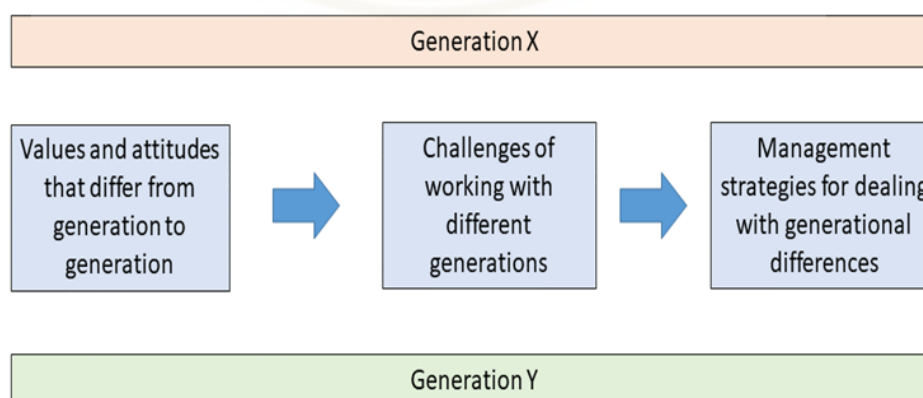 Generation X
Values and attitudes
that differ from
generation to
generation
Challenges of
working with
different
generations
Management
strategies for dealing
with generational
differences
Generation Y